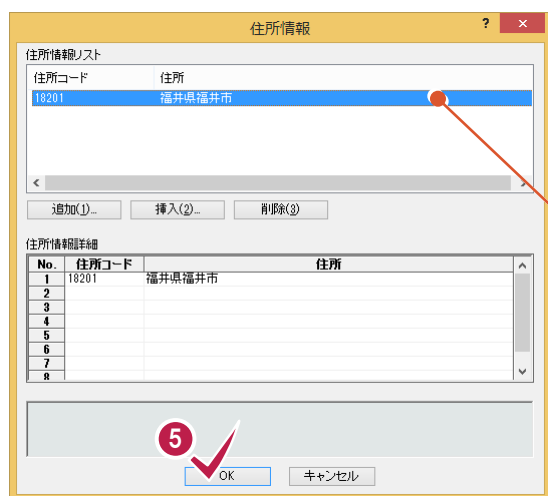 住所情報
? ×
住所情報リスト
住所コード 住所
18201 福井県福井市
追加(1)... 挿入(2)... 削除(3)
住所情報詳細
No. 住所コード 住所
1 18201 福井県福井市
2
3
4
5
6
7
8
5
OK キャンセル